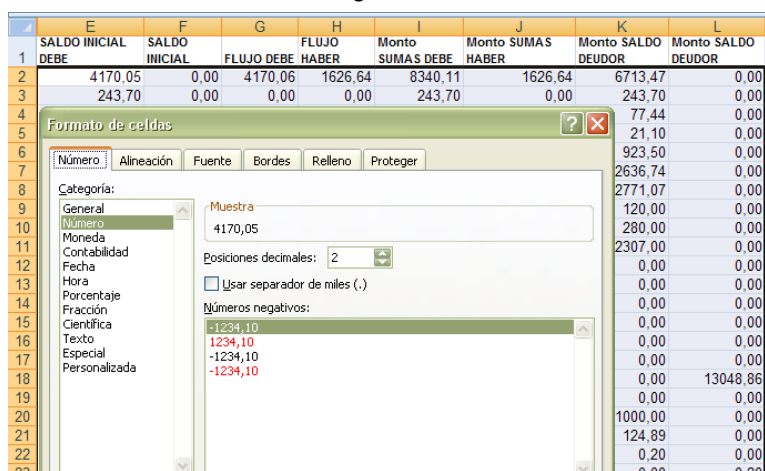 E F G H I J K L
1 SALDO INICIAL DEBE SALDO INICIAL FLUJO DEBE FLUJO HABER Monto SUMAS DEBE Monto SUMAS HABER Monto SALDO DEUDOR Monto SALDO DEUDOR
2 4170,05 0,00 4170,06 1626,64 8340,11 1626,64 6713,47 0,00
3 243,70 0,00 0,00 0,00 243,70 0,00 243,70 0,00
4 77,44 0,00
5 21,10 0,00
6 923,50 0,00
7 2636,74 0,00
8 2771,07 0,00
9 120,00 0,00
10 280,00 0,00
11 2307,00 0,00
12 0,00 0,00
13 0,00 0,00
14 0,00 0,00
15 0,00 0,00
16 0,00 0,00
17 0,00 0,00
18 0,00 13048,86
19 0,00 0,00
20 1000,00 0,00
21 124,89 0,00
22 0,20 0,00
Formato de celdas
Número Alineación Fuente Bordes Relleno Proteger
Categoría:
General
Número
Moneda
Contabilidad
Fecha
Hora
Porcentaje
Fracción
Científica
Texto
Especial
Personalizada
Muestra
4170,05
Posiciones decimales: 2
Usar separador de miles (.)
Números negativos:
-1234,10
1234,10
-1234,10
-1234,10